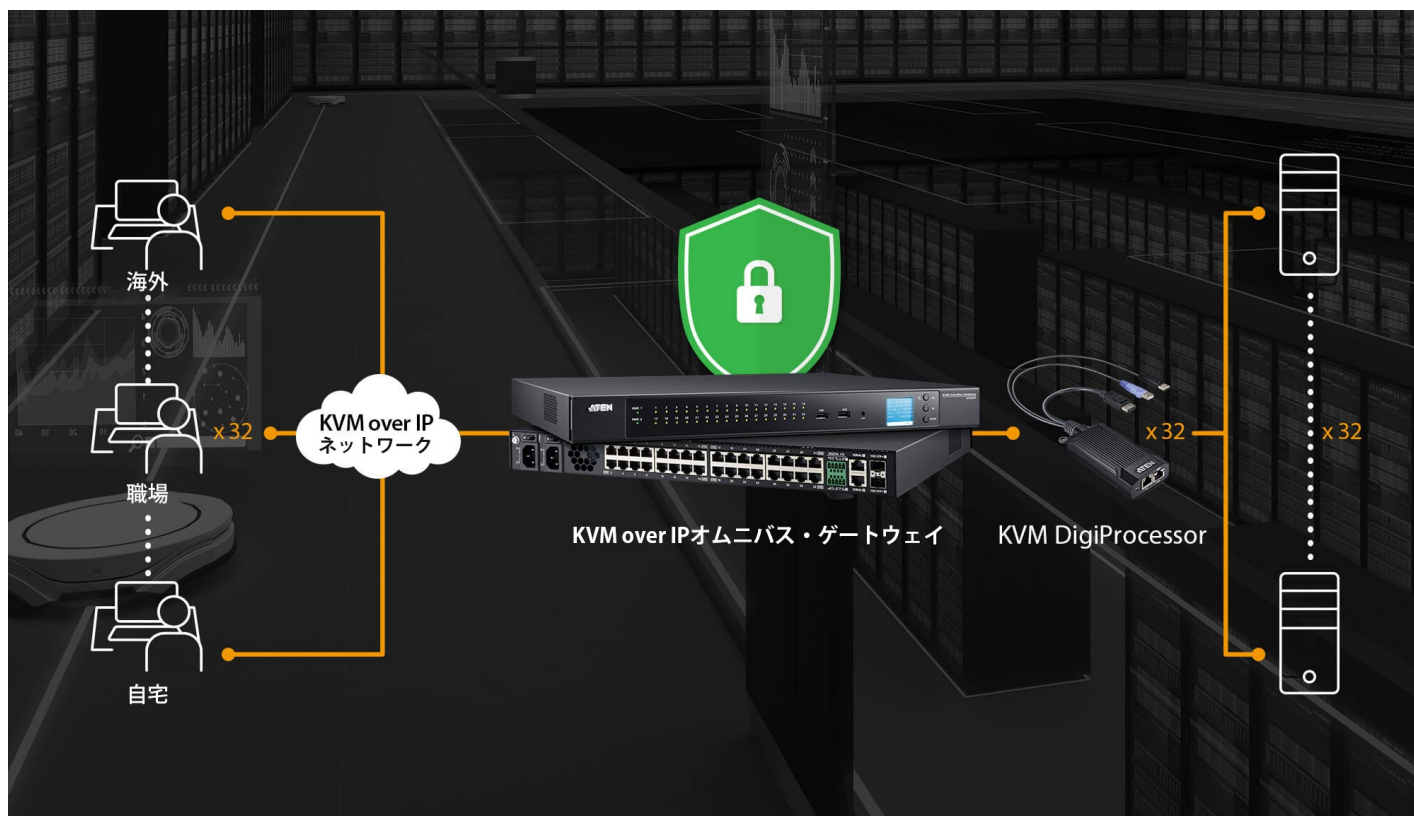 海外
職場
自宅
x 32
KVM over IP
ネットワーク
ATEN
KVM over IPオムニバス・ゲートウェイ
ATEN
KVM DigiProcessor
x 32
x 32